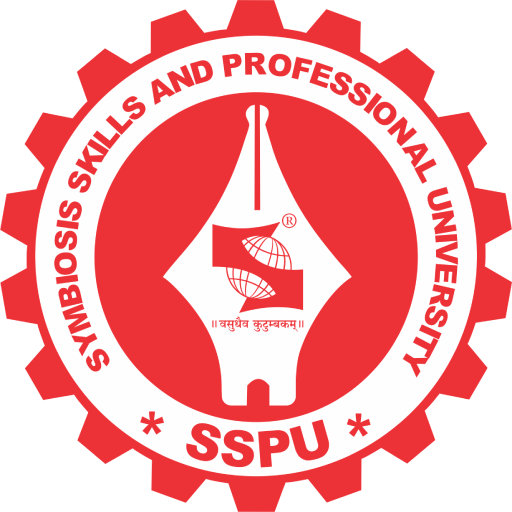 SYMBIOSIS SKILLS AND PROFESSIONAL UNIVERSITY
®
॥ वसुधैव कुटुम्बकम् ॥
* SSPU *